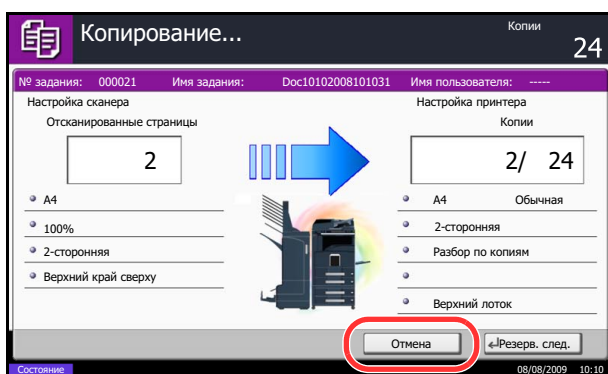 Копирование...
Копии
24
№ задания: 000021 Имя задания: Doc10102008101031 Имя пользователя: -----
Настройка сканера
Отсканированные страницы
2
A4
100%
2-сторонняя
Верхний край сверху
Настройка принтера
Копии
2/ 24
A4 Обычная
2-сторонняя
Разбор по копиям
Верхний лоток
Отмена
Резерв. след.
Состояние
08/08/2009 10:10